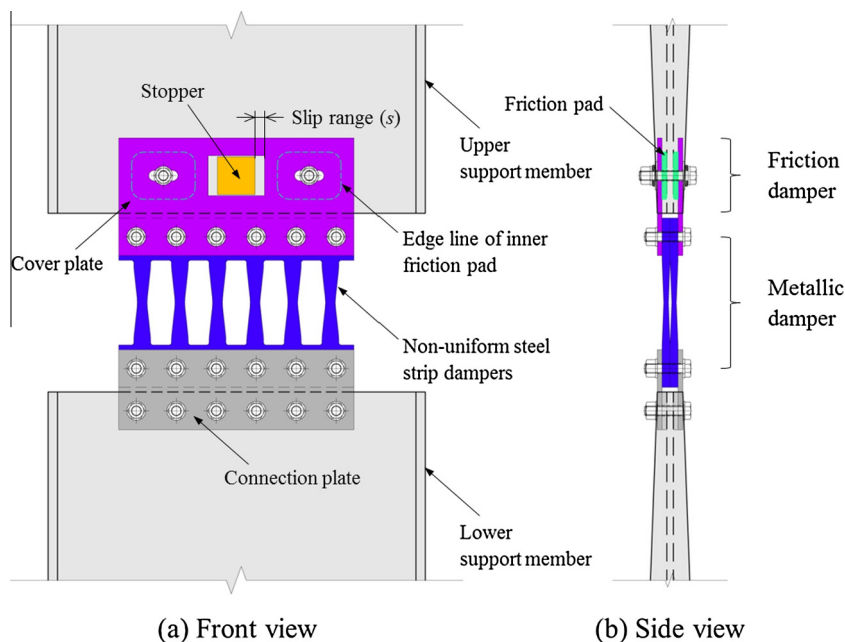 Stopper
Slip range (s)
Upper
support member
Cover plate
Edge line of inner
friction pad
Non-uniform steel
strip dampers
Connection plate
Lower
support member
(a) Front view
Friction pad
Friction
damper
Metallic
damper
(b) Side view